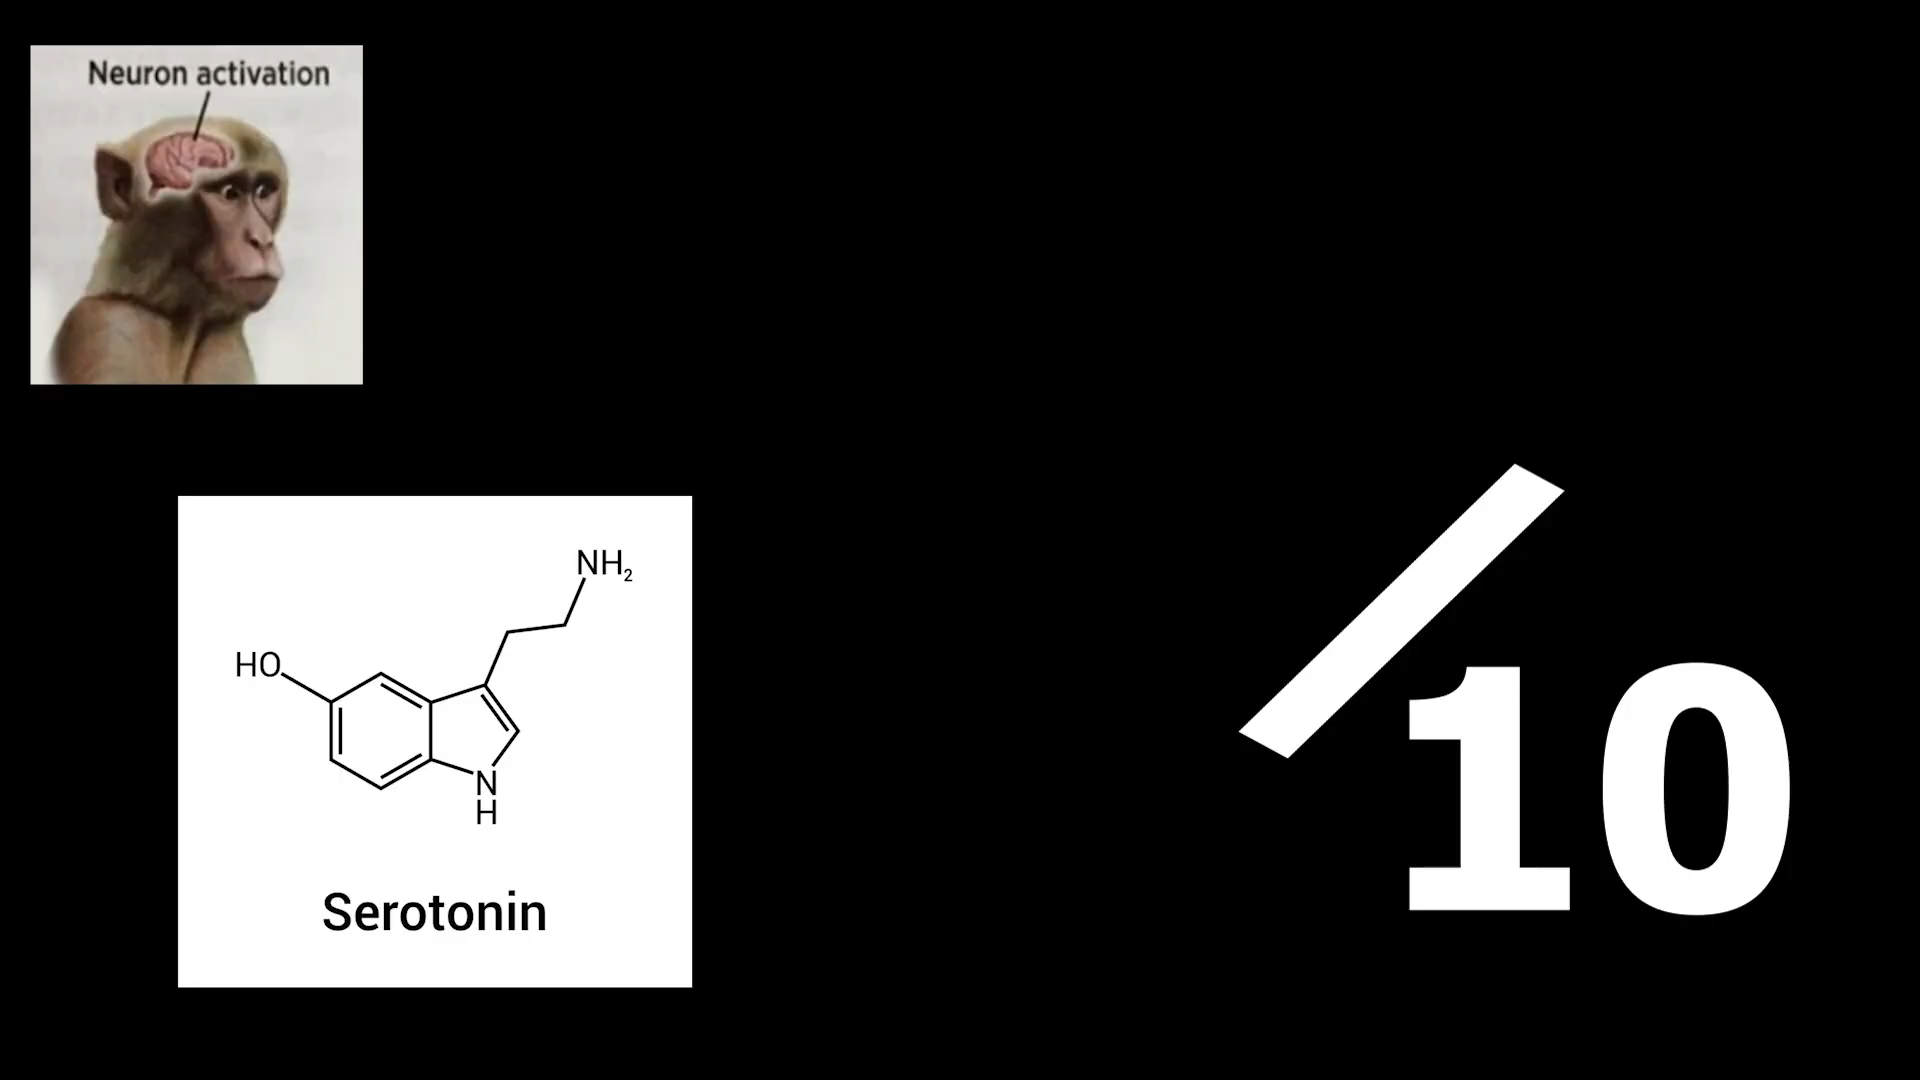 Neuron activation
NH₂
HO
N
H
Serotonin
/10